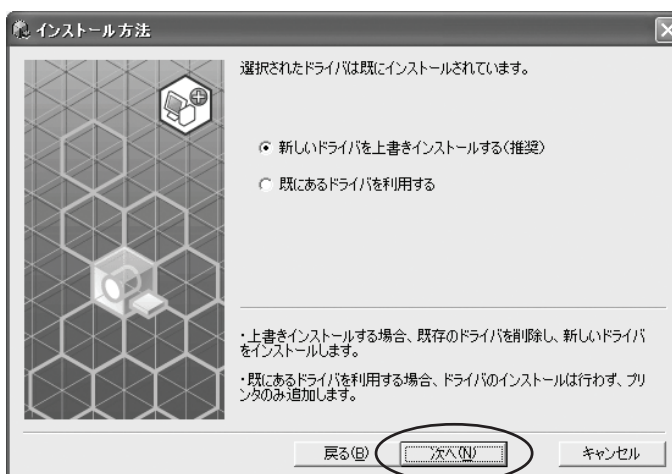 インストール方法
選択されたドライバは既にインストールされています。
新しいドライバを上書きインストールする(推奨)
既にあるドライバを利用する
・上書きインストールする場合、既存のドライバを削除し、新しいドライバ
をインストールします。
・既にあるドライバを利用する場合、ドライバのインストールは行わず、プリ
ンタのみ追加します。
戻る(B) 次へ(N) キャンセル